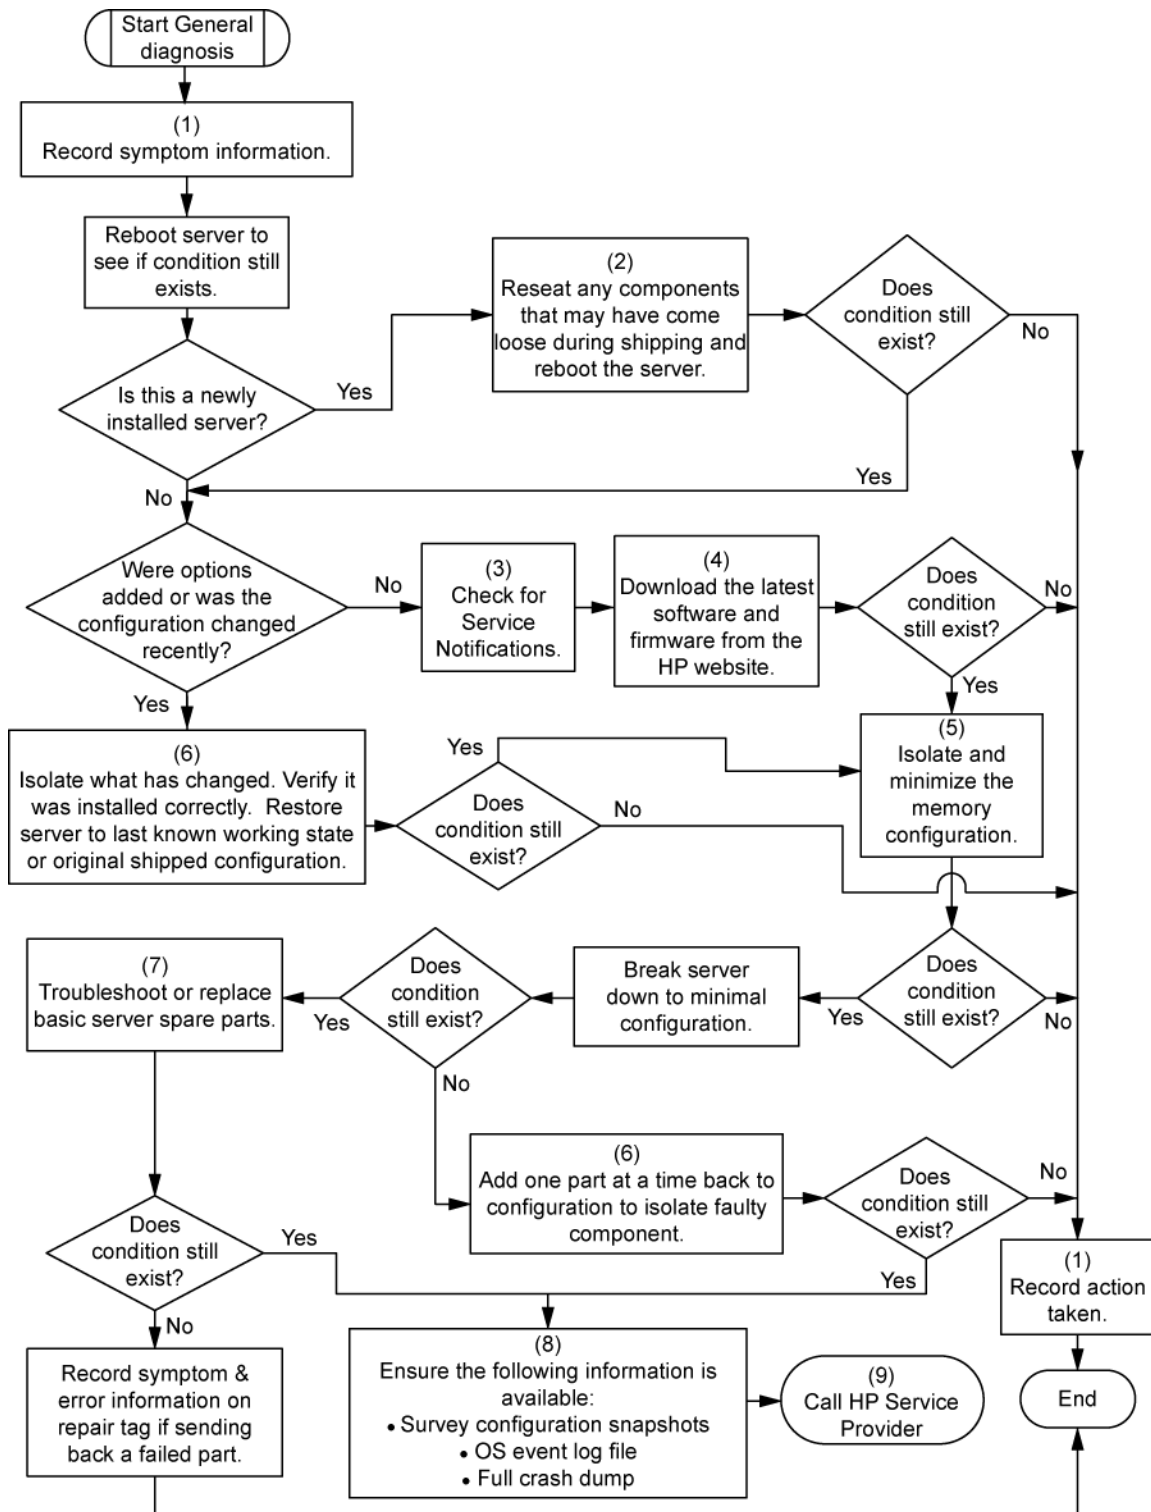 Start General
diagnosis
(1)
Record symptom information.
Reboot server to
see if condition still
exists.
(2)
Reseat any components
that may have come
loose during shipping and
reboot the server.
Does
condition still
exist?
No
Yes
Is this a newly
installed server?
Yes
No
Were options
added or was the
configuration changed
recently?
No
(3)
Check for
Service
Notifications.
(4)
Download the latest
software and
firmware from the
HP website.
Does
condition
still exist?
No
Yes
Yes
(6)
Isolate what has changed. Verify it
was installed correctly.  Restore
server to last known working state
or original shipped configuration.
Yes
Does
condition still
exist?
No
(5)
Isolate and
minimize the
memory
configuration.
(7)
Troubleshoot or replace
basic server spare parts.
Does
condition
still exist?
Yes
No
Break server
down to minimal
configuration.
Yes
Does
condition
still exist?
No
(6)
Add one part at a time back to
configuration to isolate faulty
component.
Does
condition still
exist?
No
Yes
Does
condition still
exist?
Yes
No
(1)
Record action
taken.
Record symptom &
error information on
repair tag if sending
back a failed part.
(8)
Ensure the following information is
available:
• Survey configuration snapshots
• OS event log file
• Full crash dump
(9)
Call HP Service
Provider
End